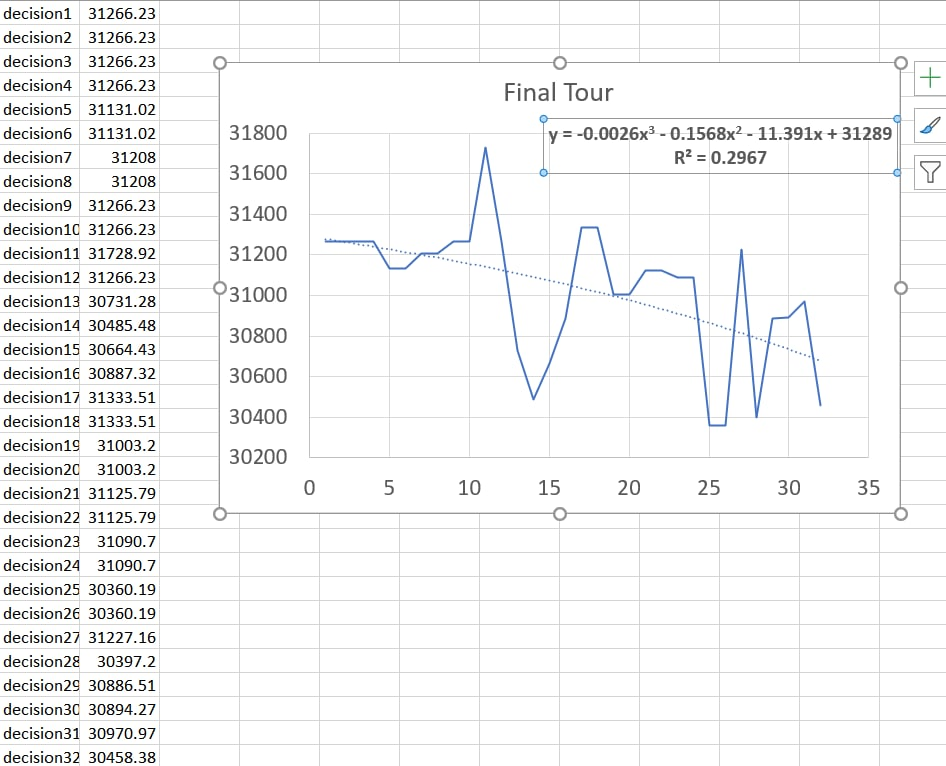 decision1 31266.23
decision2 31266.23
decision3 31266.23
decision4 31266.23
decision5 31131.02
decision6 31131.02
decision7 31208
decision8 31208
decision9 31266.23
decision10 31266.23
decision11 31728.92
decision12 31266.23
decision13 30731.28
decision14 30485.48
decision15 30664.43
decision16 30887.32
decision17 31333.51
decision18 31333.51
decision19 31003.2
decision20 31003.2
decision21 31125.79
decision22 31125.79
decision23 31090.7
decision24 31090.7
decision25 30360.19
decision26 30360.19
decision27 31227.16
decision28 30397.2
decision29 30886.51
decision30 30894.27
decision31 30970.97
decision32 30458.38
Final Tour
y = -0.0026x³ - 0.1568x² - 11.391x + 31289
R² = 0.2967
31800
31600
31400
31200
31000
30800
30600
30400
30200
0 5 10 15 20 25 30 35